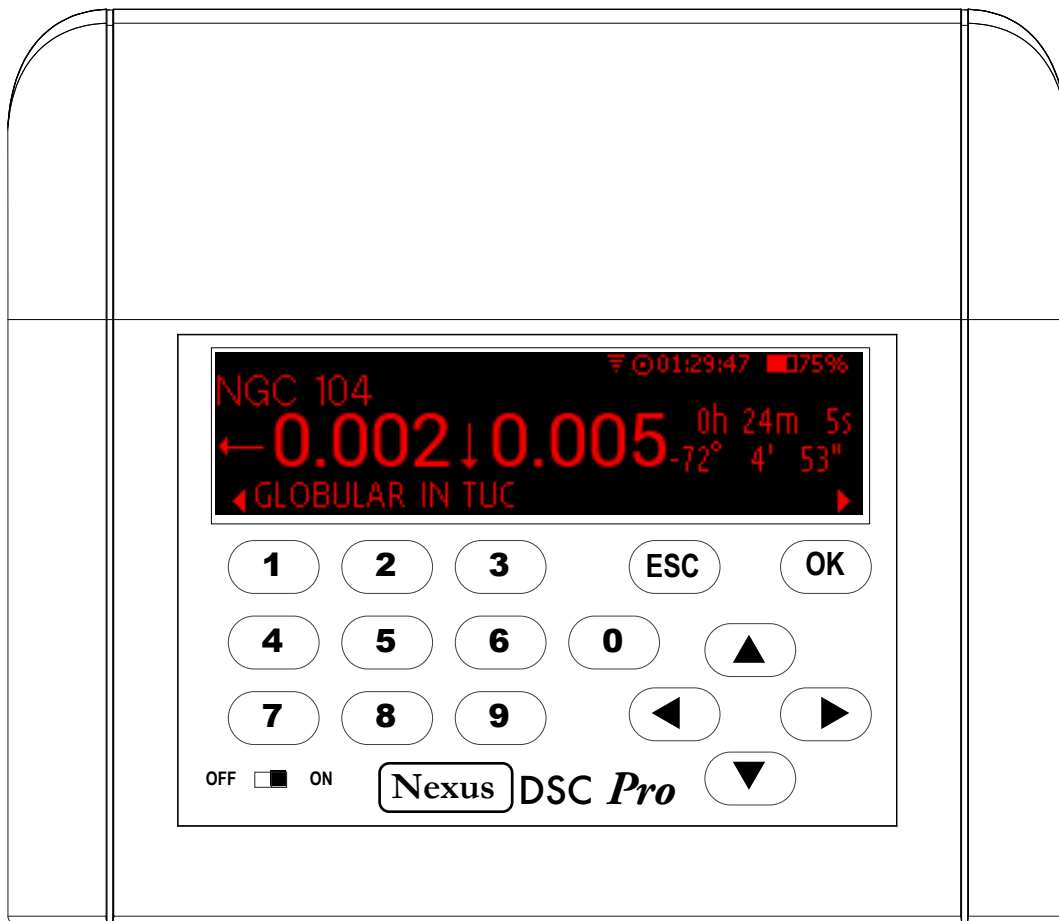 01:29:47 75%
NGC 104
←0.002↓0.005 0h 24m 5s
-72° 4' 53"
GLOBULAR IN TUC
1 2 3 ESC OK
4 5 6 0
7 8 9
OFF ON
Nexus DSC Pro